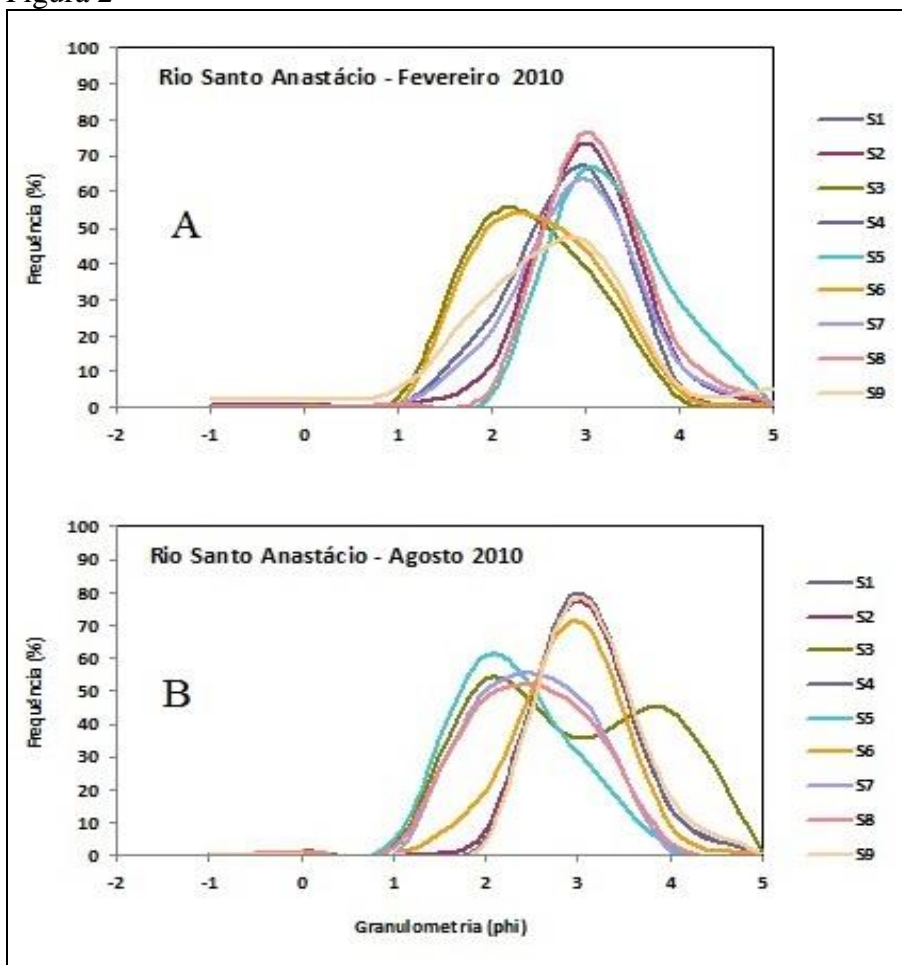 Figura 2
100
90
80
70
60
50
40
30
20
10
0
Frequência (%)
Rio Santo Anastácio - Fevereiro 2010
A
-2 -1 0 1 2 3 4 5
S1
S2
S3
S4
S5
S6
S7
S8
S9
100
90
80
70
60
50
40
30
20
10
0
Frequência (%)
Rio Santo Anastácio - Agosto 2010
B
-2 -1 0 1 2 3 4 5
Granulometria (phi)
S1
S2
S3
S4
S5
S6
S7
S8
S9